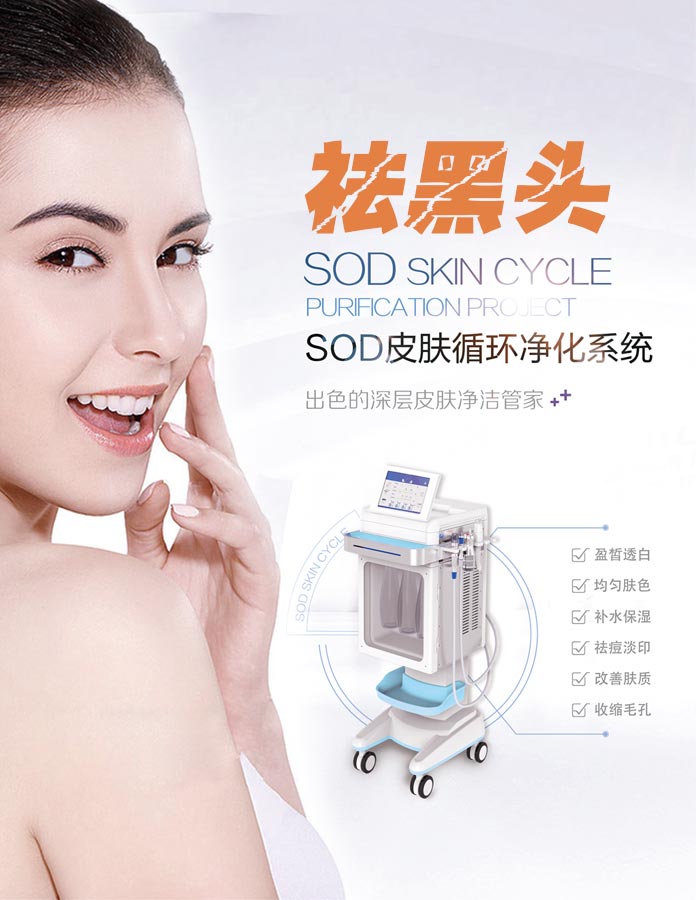 祛黑头
SOD SKIN CYCLE
PURIFICATION PROJECT
SOD皮肤循环净化系统
出色的深层皮肤净洁管家
SOD SKIN CYCLE
盈皙透白
均匀肤色
补水保湿
祛痘淡印
改善肤质
收缩毛孔